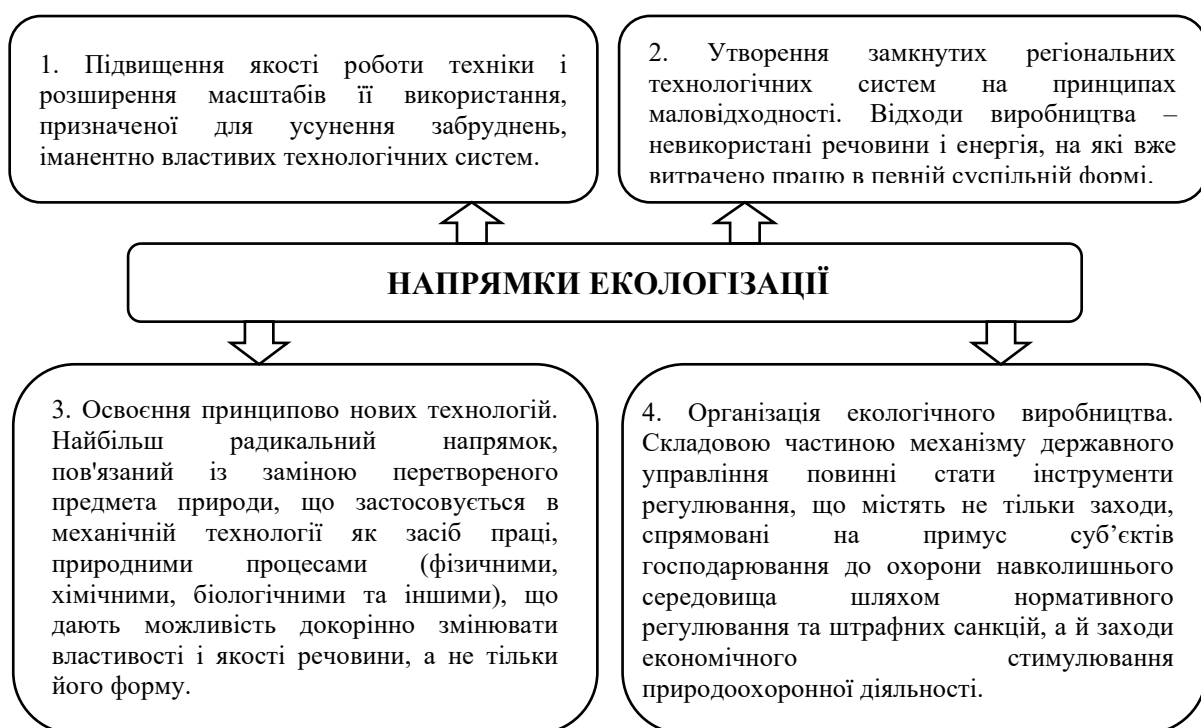 1. Підвищення якості роботи техніки і
розширення масштабів її використання,
призначеної для усунення забруднень,
іманентно властивих технологічних систем.
2. Утворення замкнутих регіональних
технологічних систем на принципах
маловідходності. Відходи виробництва –
невикористані речовини і енергія, на які вже
витрачено працю в певній суспільній формі.
НАПРЯМКИ ЕКОЛОГІЗАЦІЇ
3. Освоєння принципово нових технологій.
Найбільш радикальний напрямок,
пов'язаний із заміною перетвореного
предмета природи, що застосовується в
механічній технології як засіб праці,
природними процесами (фізичними,
хімічними, біологічними та іншими), що
дають можливість докорінно змінювати
властивості і якості речовини, а не тільки
його форму.
4. Організація екологічного виробництва.
Складовою частиною механізму державного
управління повинні стати інструменти
регулювання, що містять не тільки заходи,
спрямовані на примус суб’єктів
господарювання до охорони навколишнього
середовища шляхом нормативного
регулювання та штрафних санкцій, а й заходи
економічного стимулювання
природоохоронної діяльності.